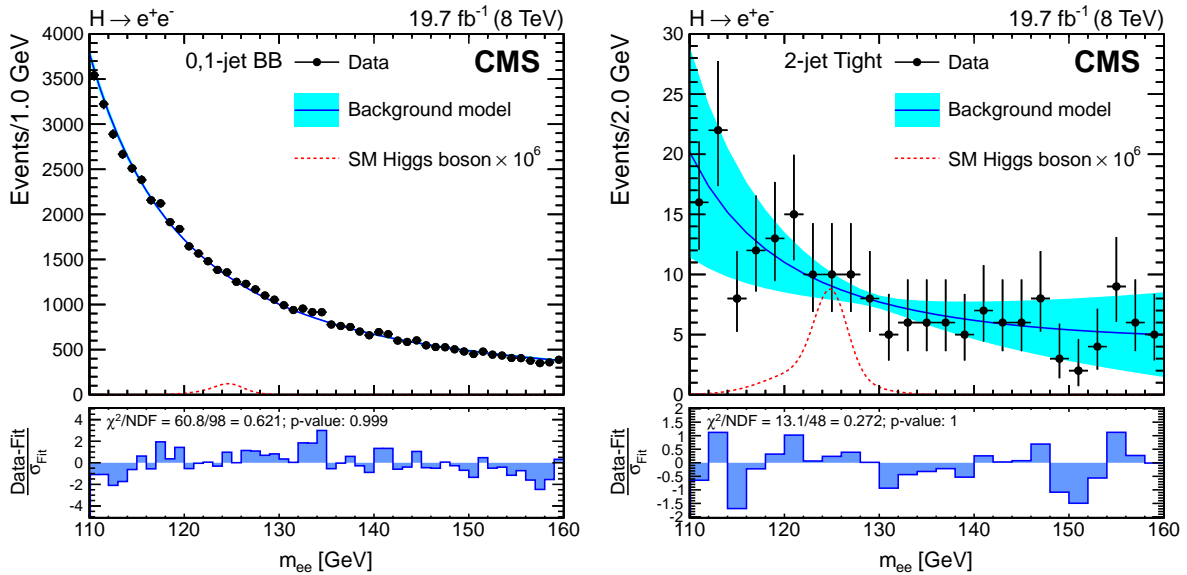 H → e⁺e⁻ 19.7 fb⁻¹ (8 TeV)
0,1-jet BB Data CMS
Background model
SM Higgs boson × 10⁶
Events/1.0 GeV
4000
3500
3000
2500
2000
1500
1000
500
0
χ²/NDF = 60.8/98 = 0.621; p-value: 0.999
Data-Fit
σFit
4
2
0
-2
-4
110 120 130 140 150 160
mee [GeV]
H → e⁺e⁻ 19.7 fb⁻¹ (8 TeV)
2-jet Tight Data CMS
Background model
SM Higgs boson × 10⁶
Events/2.0 GeV
30
25
20
15
10
5
0
χ²/NDF = 13.1/48 = 0.272; p-value: 1
Data-Fit
σFit
2
1.5
1
0.5
0
-0.5
-1
-1.5
-2
110 120 130 140 150 160
mee [GeV]